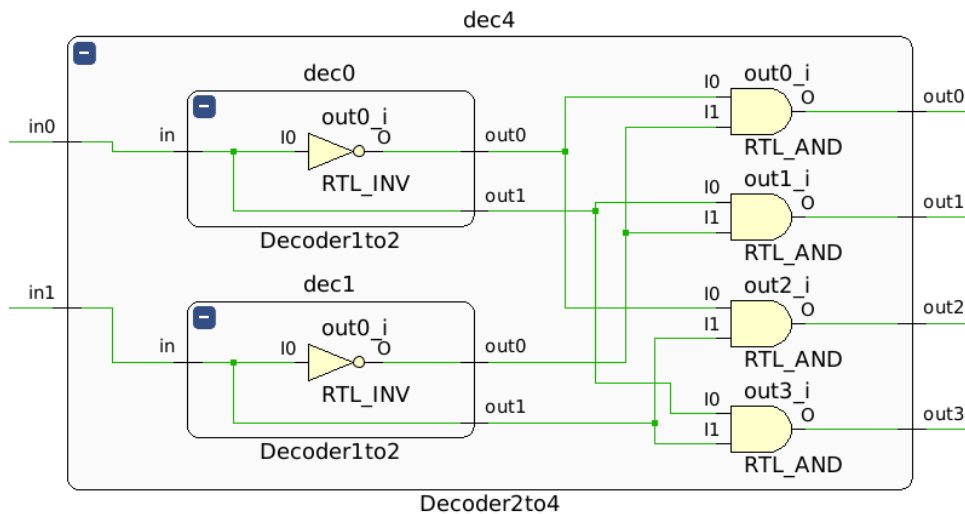 dec4
dec0
in0
in
out0_i
I0
O
RTL_INV
out0
out1
Decoder1to2
dec1
in1
in
out0_i
I0
O
RTL_INV
out0
out1
Decoder1to2
out0_i
I0
I1
O
RTL_AND
out0
out1_i
I0
I1
O
RTL_AND
out1
out2_i
I0
I1
O
RTL_AND
out2
out3_i
I0
I1
O
RTL_AND
out3
Decoder2to4